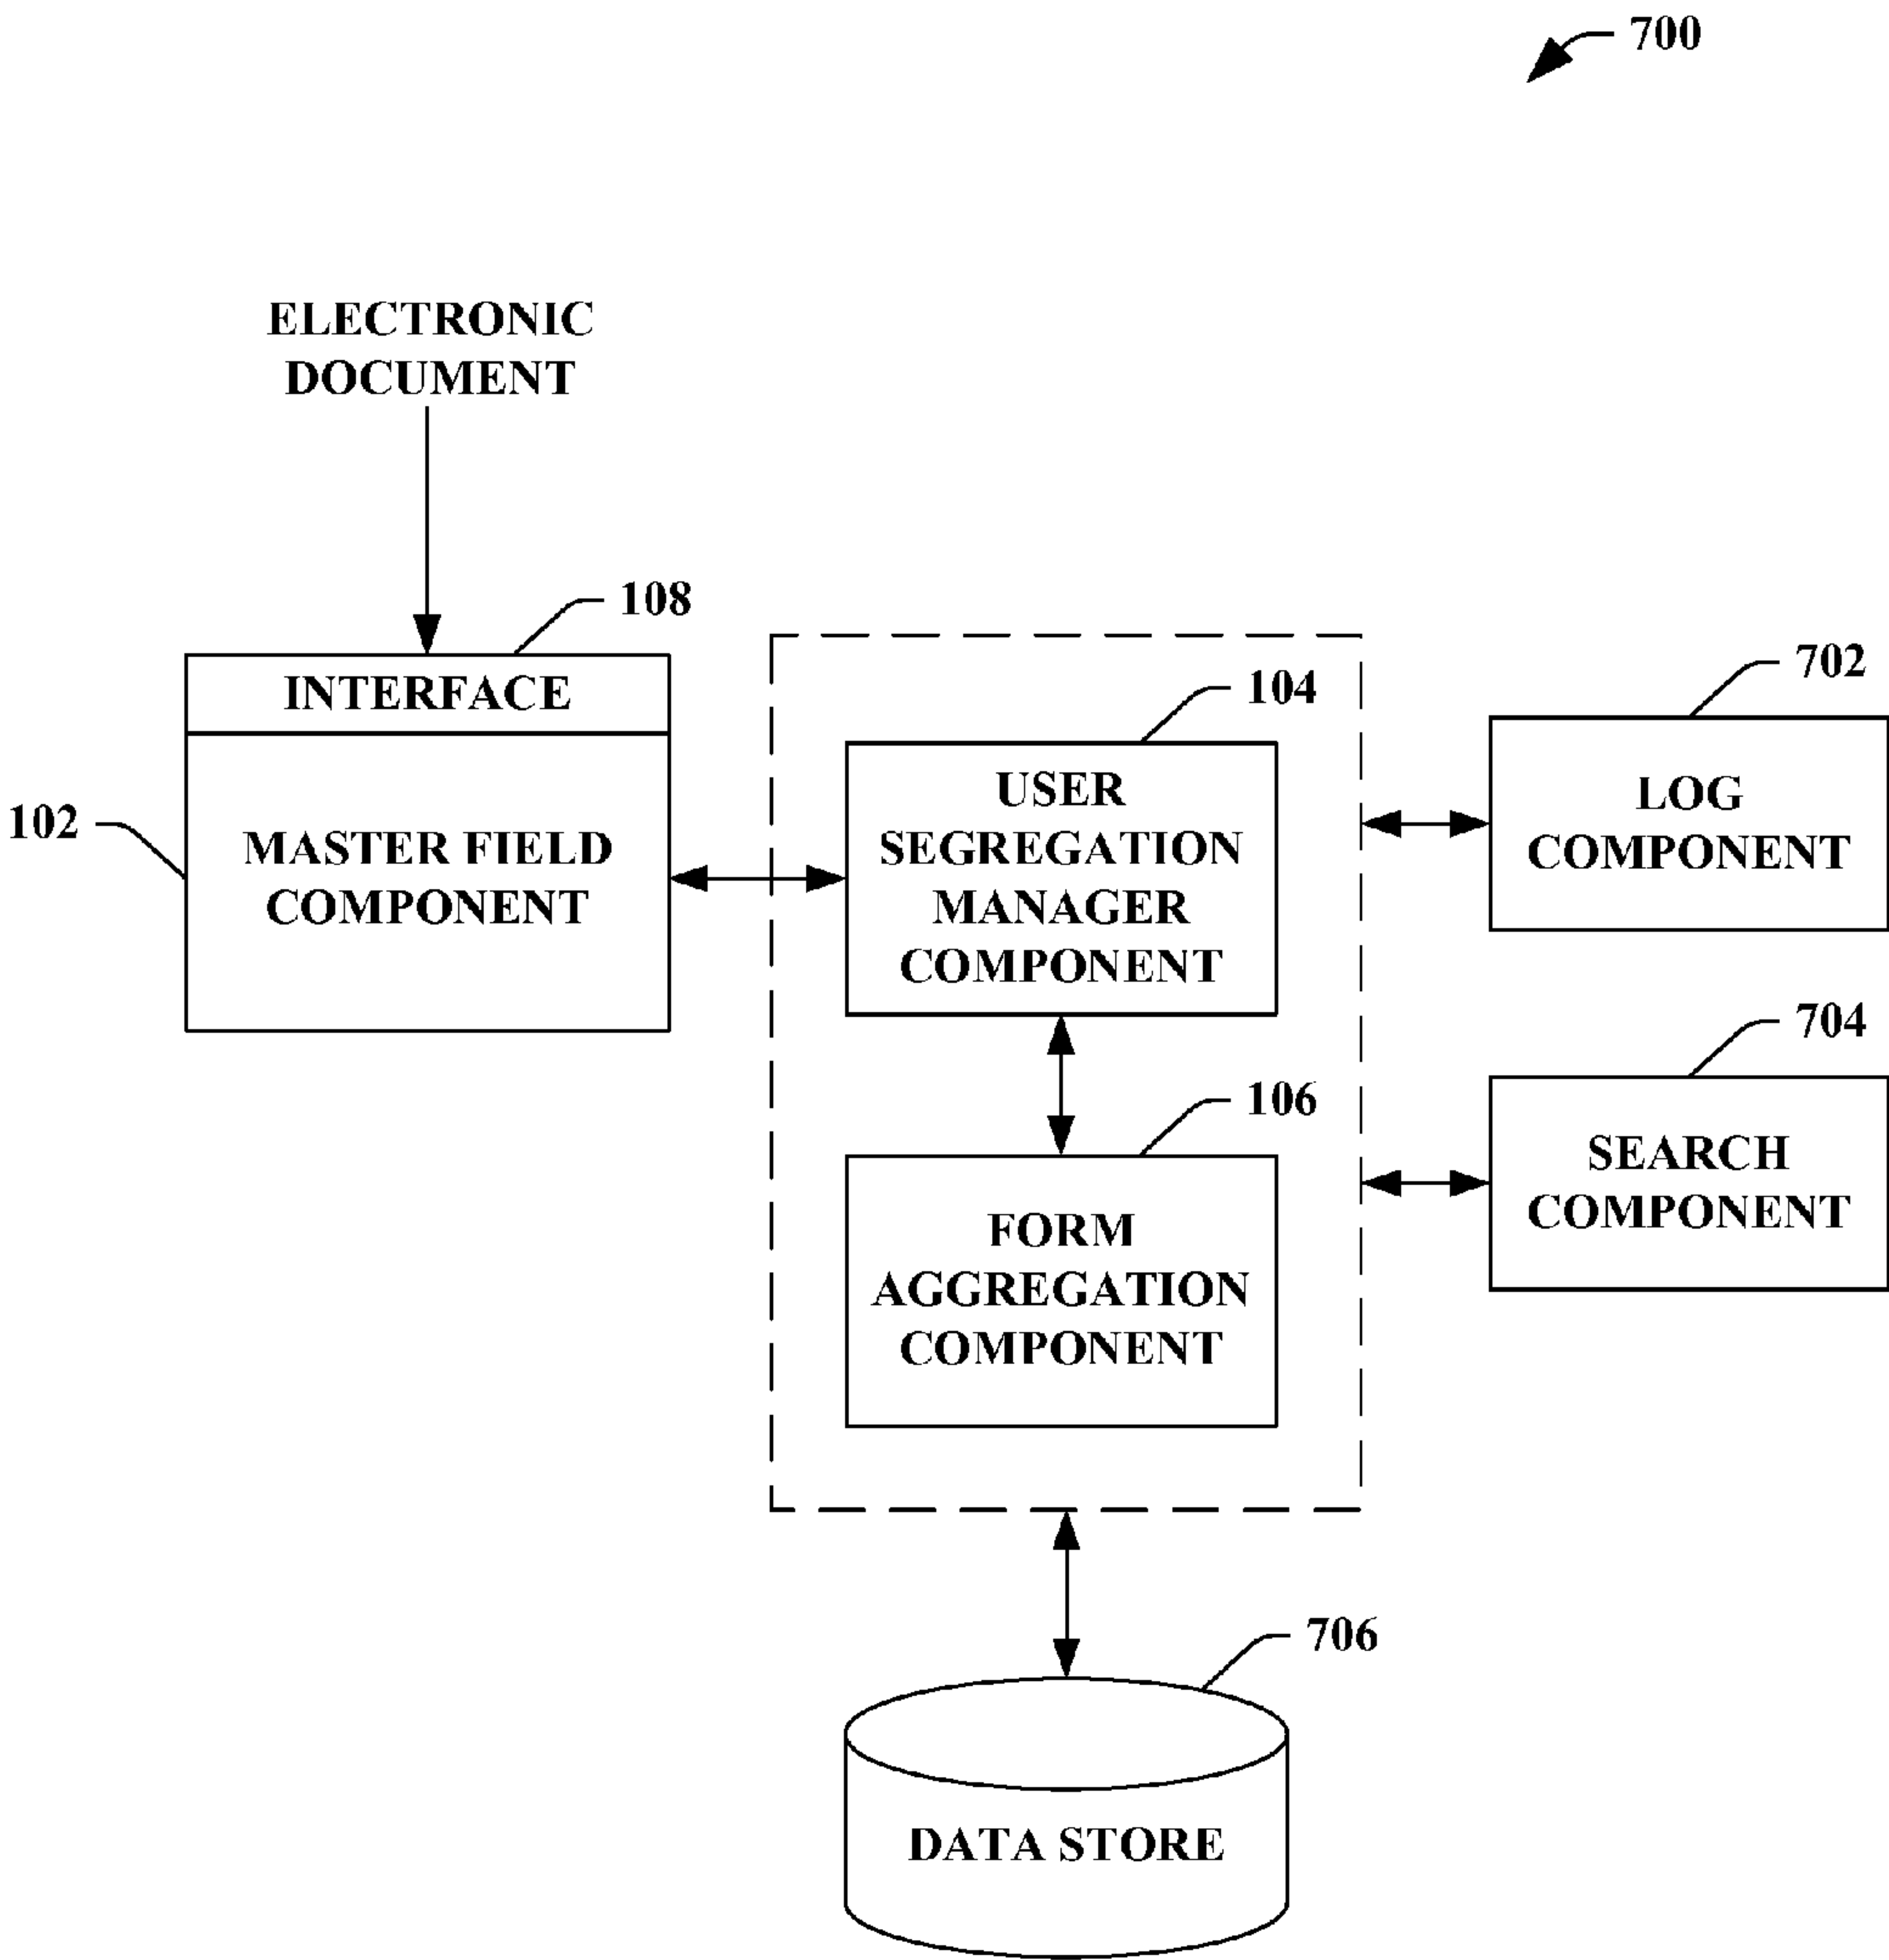 700
ELECTRONIC
DOCUMENT
108
INTERFACE
102
MASTER FIELD
COMPONENT
104
USER
SEGREGATION
MANAGER
COMPONENT
106
FORM
AGGREGATION
COMPONENT
702
LOG
COMPONENT
704
SEARCH
COMPONENT
706
DATA STORE